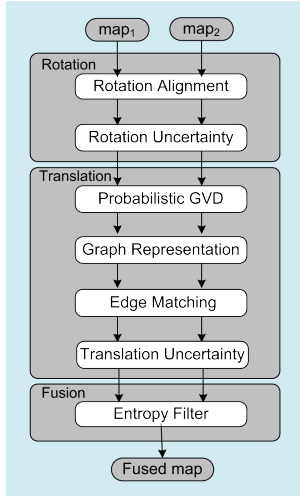 map1 map2
Rotation
Rotation Alignment
Rotation Uncertainty
Translation
Probabilistic GVD
Graph Representation
Edge Matching
Translation Uncertainty
Fusion
Entropy Filter
Fused map